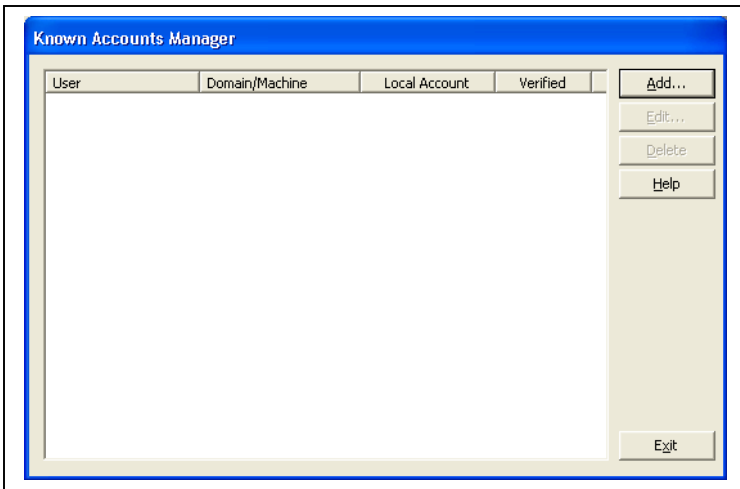 Known Accounts Manager
User Domain/Machine Local Account Verified
Add...
Edit...
Delete
Help
Exit